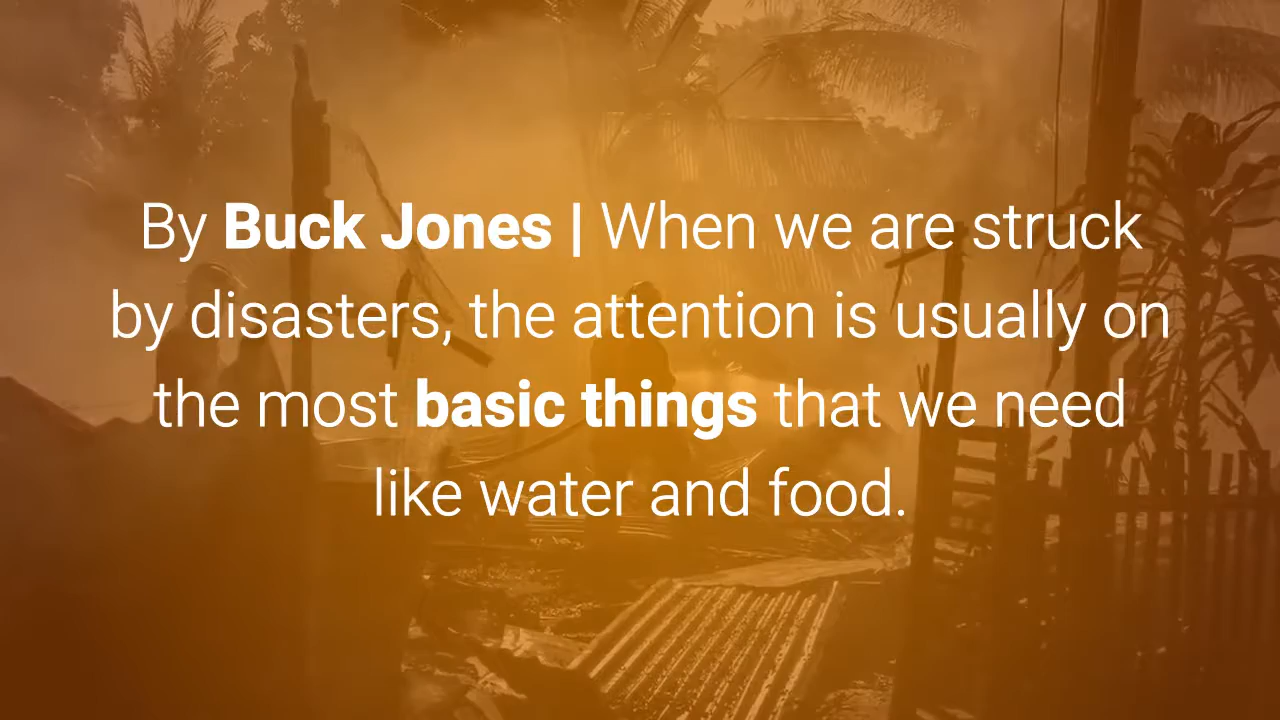 By Buck Jones | When we are struck
by disasters, the attention is usually on
the most basic things that we need
like water and food.